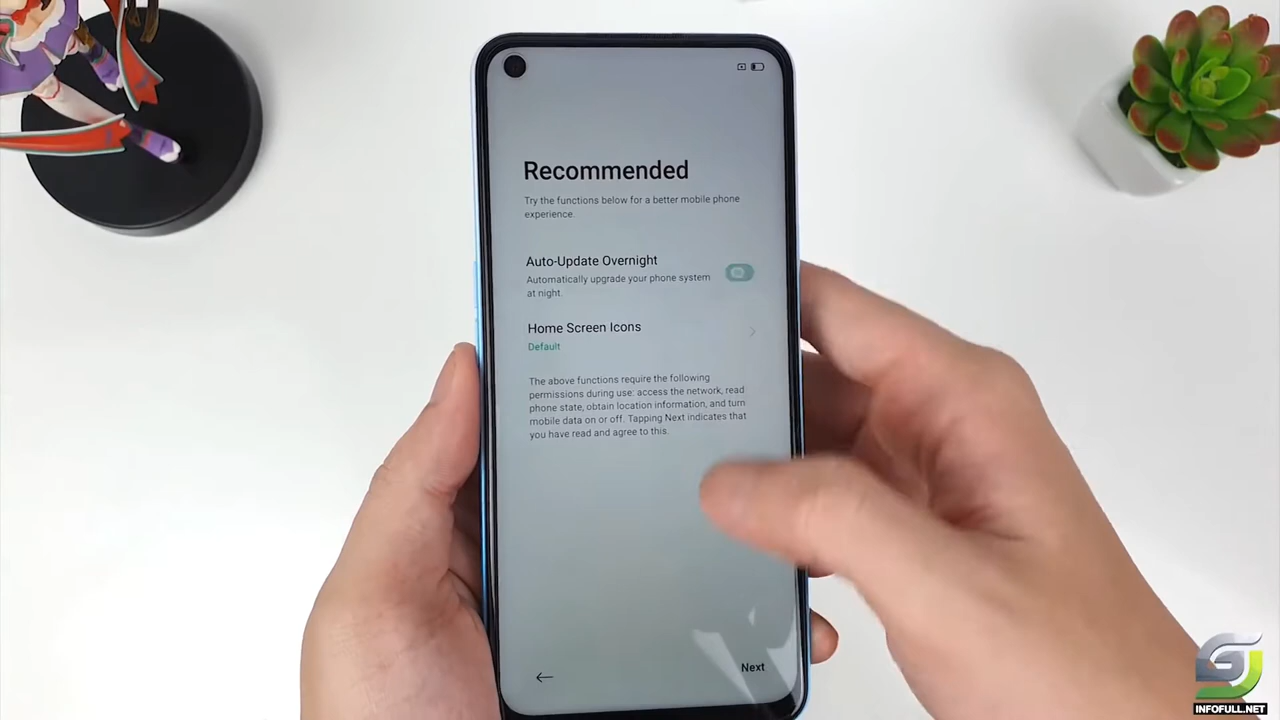 Recommended
Try the functions below for a better mobile phone
experience.
Auto-Update Overnight
Automatically upgrade your phone system
at night.
Home Screen Icons
Default
The above functions require the following
permissions during use: access the network, read
phone state, obtain location information, and turn
mobile data on or off. Tapping Next indicates that
you have read and agree to this.
Next
INFOFULL.NET